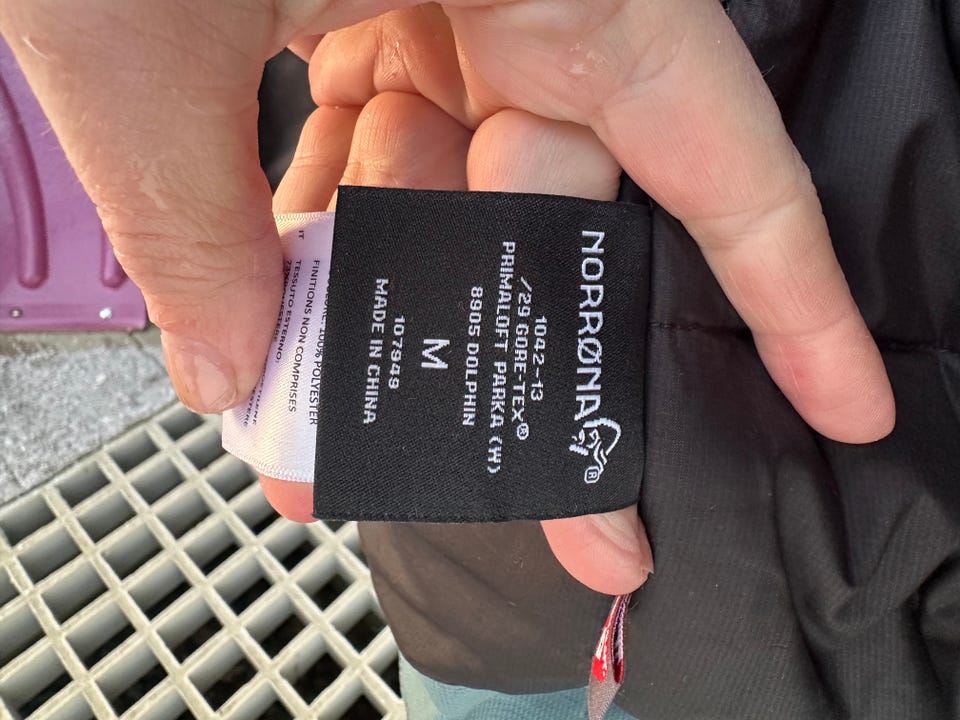 NORRØNA®
1042-13
/29 GORE-TEX®
PRIMALOFT PARKA (W)
8905 DOLPHIN
M
107949
MADE IN CHINA
100% POLYESTER
FINITIONS NON COMPRISES
IT
TESSUTO ESTERNO: